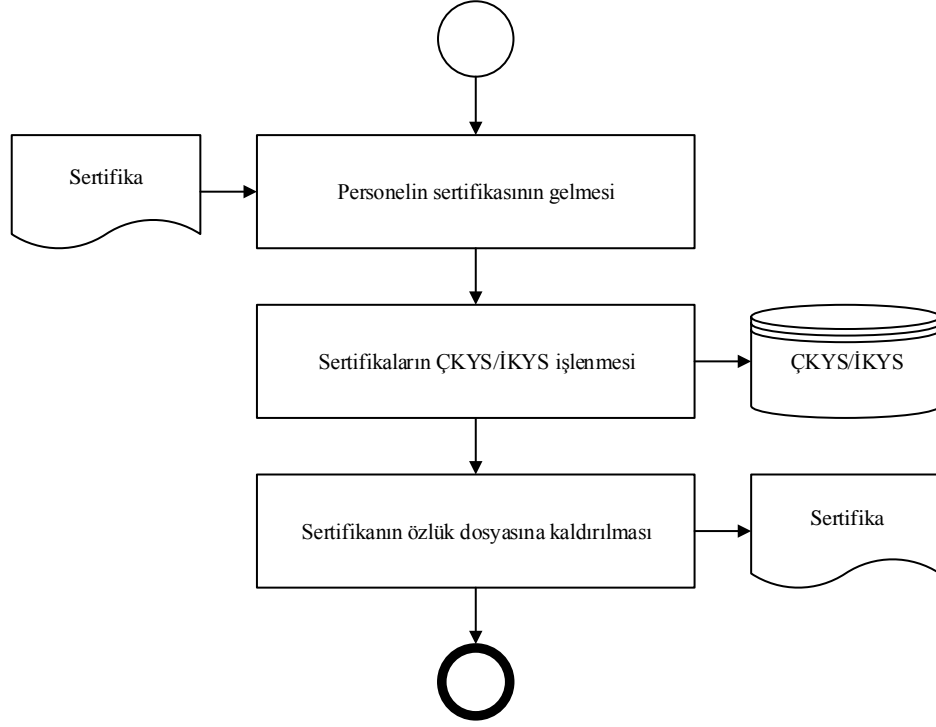 Sertifika
Personelin sertifikasının gelmesi
Sertifikaların ÇKYS/İKYS işlenmesi
ÇKYS/İKYS
Sertifikanın özlük dosyasına kaldırılması
Sertifika